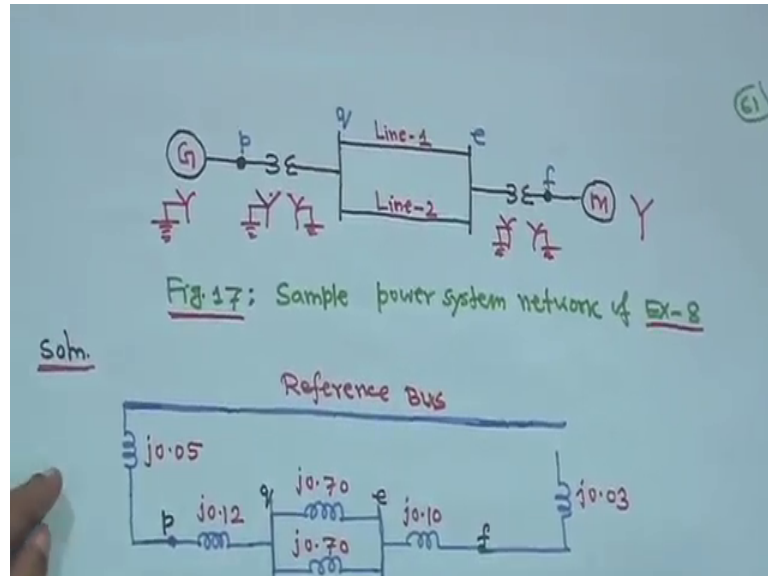 61
q
Line-1
e
G
p
f
M
Line-2
Fig. 17: Sample power system network of Ex-8
Soln.
Reference Bus
j0.05
j0.03
p
j0.12
q
j0.70
e
j0.10
f
j0.70